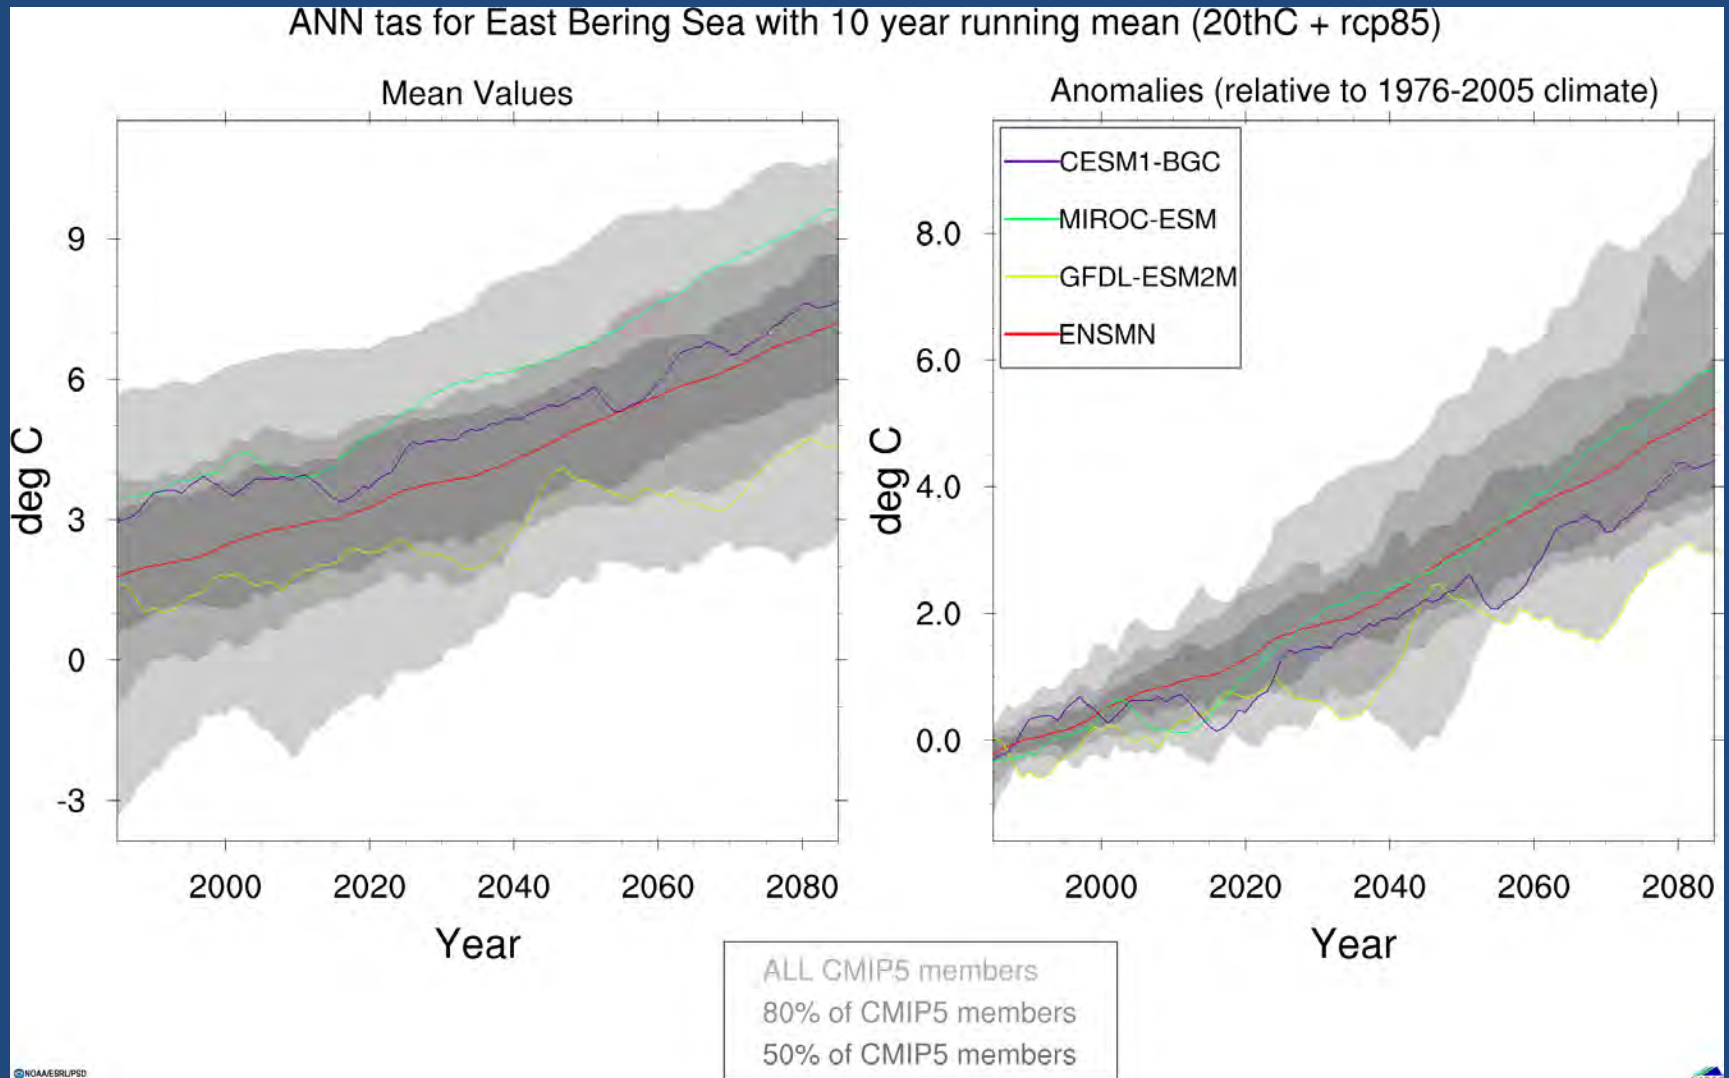 ANN tas for East Bering Sea with 10 year running mean (20thC + rcp85)
Mean Values
9
6
3
0
-3
deg C
2000 2020 2040 2060 2080
Year
Anomalies (relative to 1976-2005 climate)
CESM1-BGC
MIROC-ESM
GFDL-ESM2M
ENSMN
8.0
6.0
4.0
2.0
0.0
deg C
2000 2020 2040 2060 2080
Year
ALL CMIP5 members
80% of CMIP5 members
50% of CMIP5 members
NOAA/ESRL/PSD